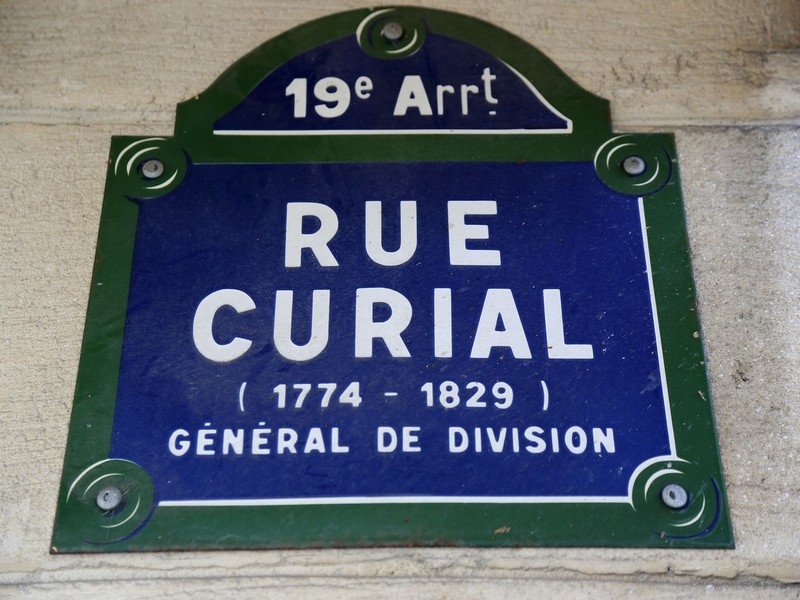 19e Arrt
RUE
CURIAL
( 1774 - 1829 )
GÉNÉRAL DE DIVISION